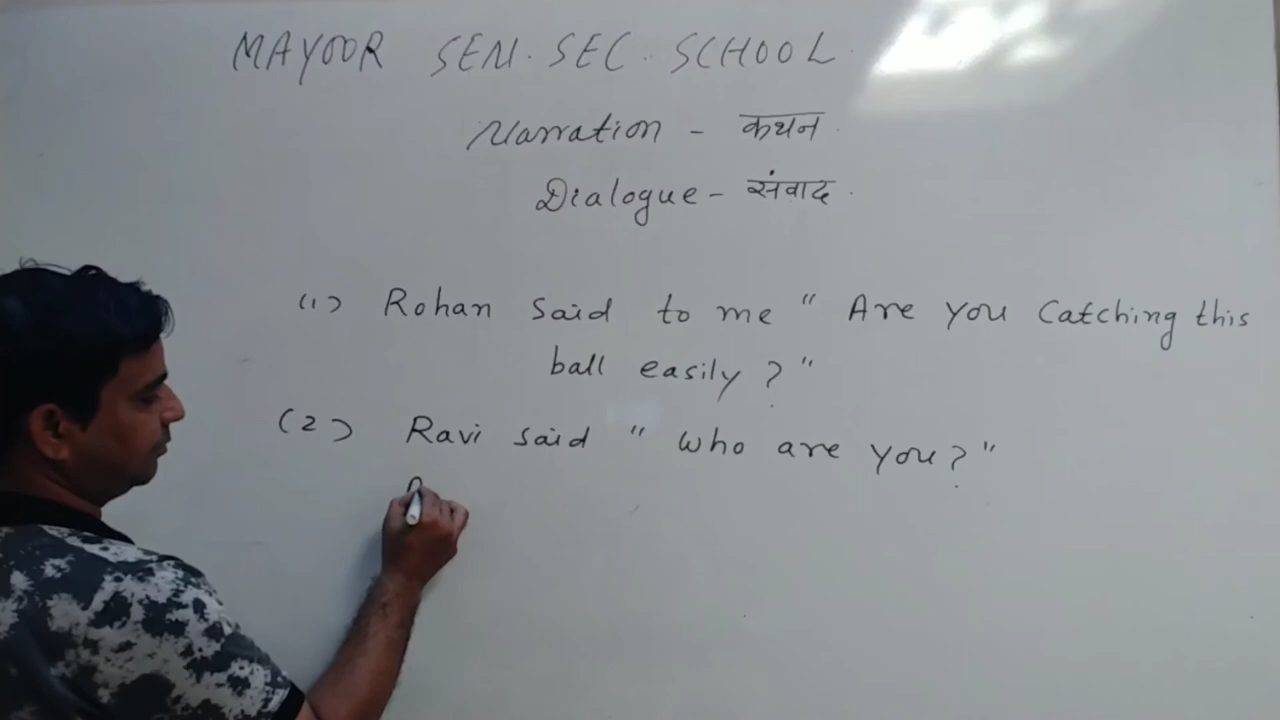 MAYOOR SEN. SEC. SCHOOL.
Narration - कथन.
Dialogue - संवाद.
(1) Rohan said to me " Are you Catching this
ball easily ? "
(2) Ravi said " who are you? "